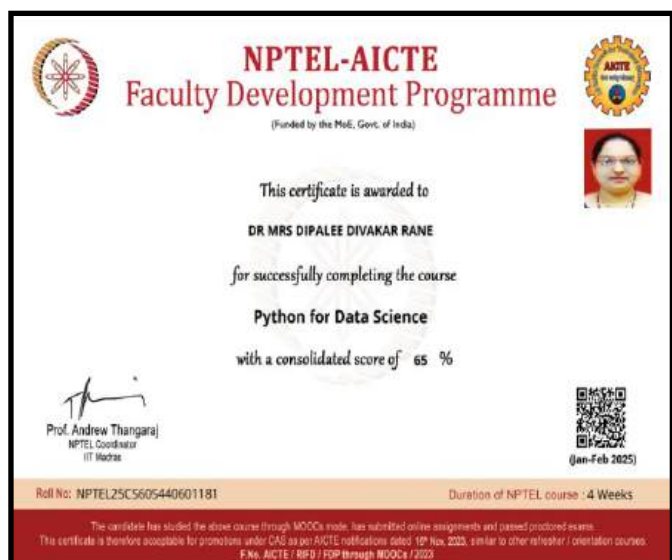 NPTEL-AICTE
Faculty Development Programme
(Funded by the MoE, Govt. of India)
AICTE
This certificate is awarded to
DR MRS DIPALEE DIVAKAR RANE
for successfully completing the course
Python for Data Science
with a consolidated score of 65 %
Prof. Andrew Thangaraj
NPTEL Coordinator
IIT Madras
(Jan-Feb 2025)
Roll No: NPTEL25CS60S440601181
Duration of NPTEL course : 4 Weeks
The candidate has studied the above course through MOOCs mode, has submitted online assignments and passed proctored exams.
This certificate is therefore acceptable for promotions under CAS as per AICTE notifications dated 16th Nov, 2023, similar to other refresher / orientation courses.
F.No. AICTE / RIFD / FDP through MOOCs / 2023